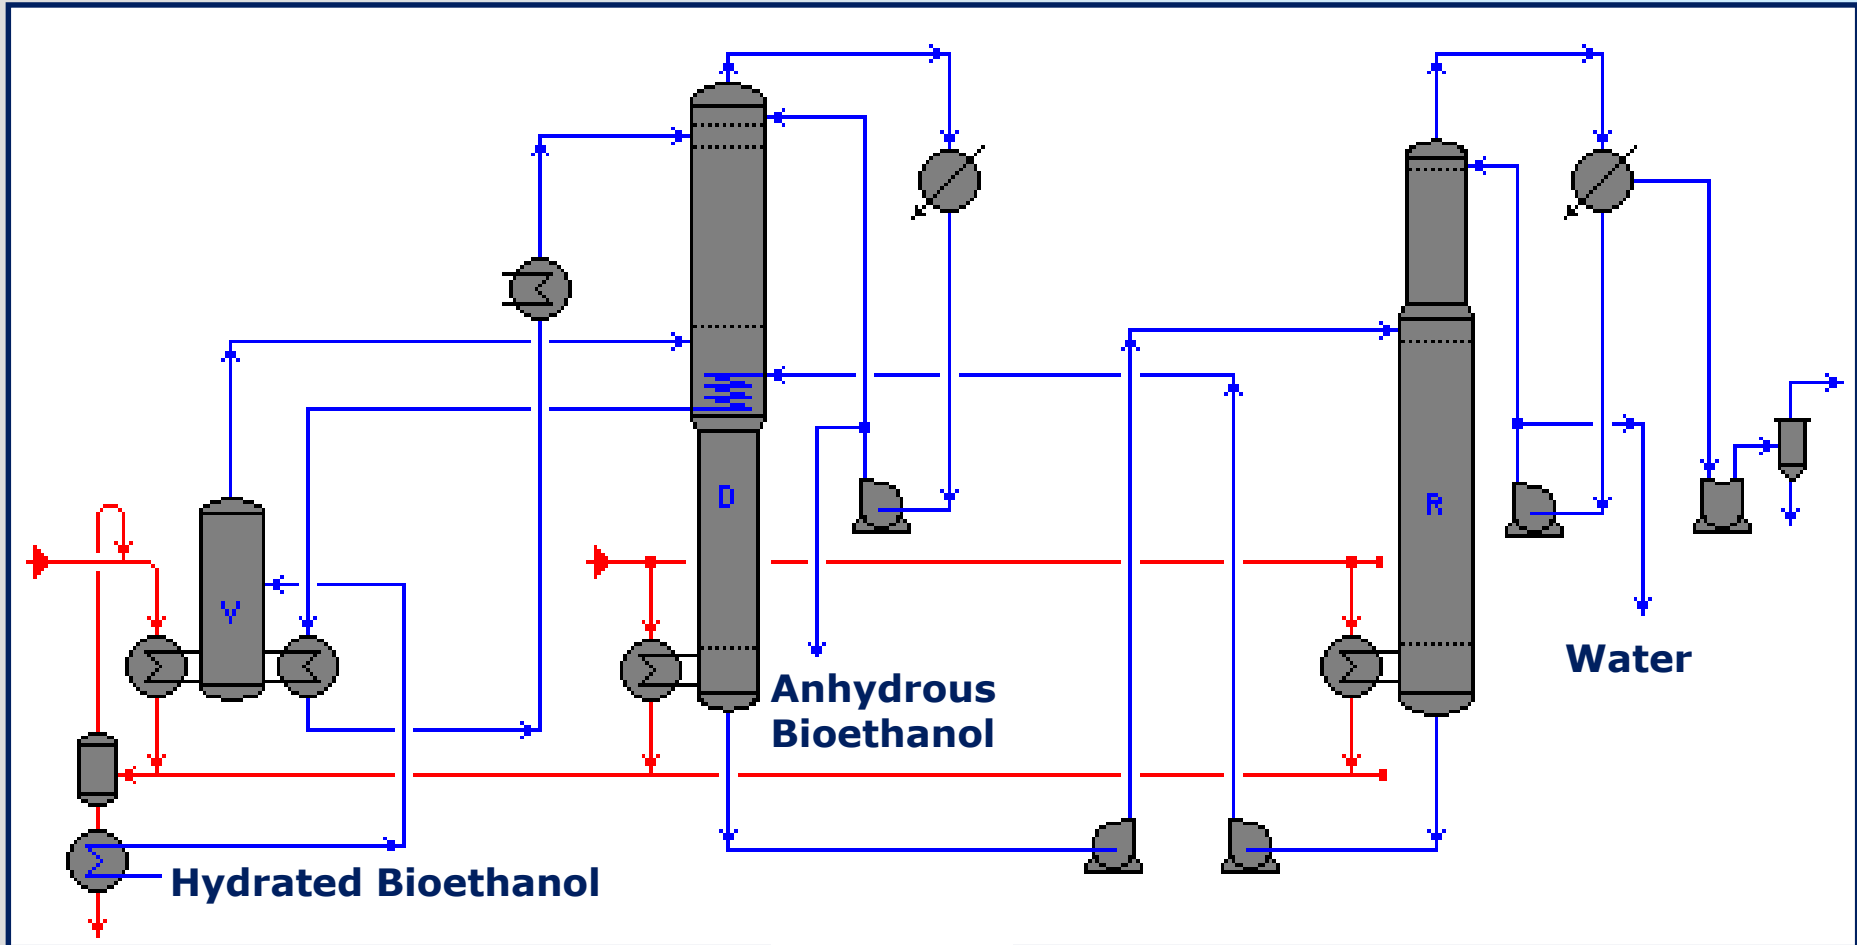 D
R
V
Water
Anhydrous
Bioethanol
Hydrated Bioethanol